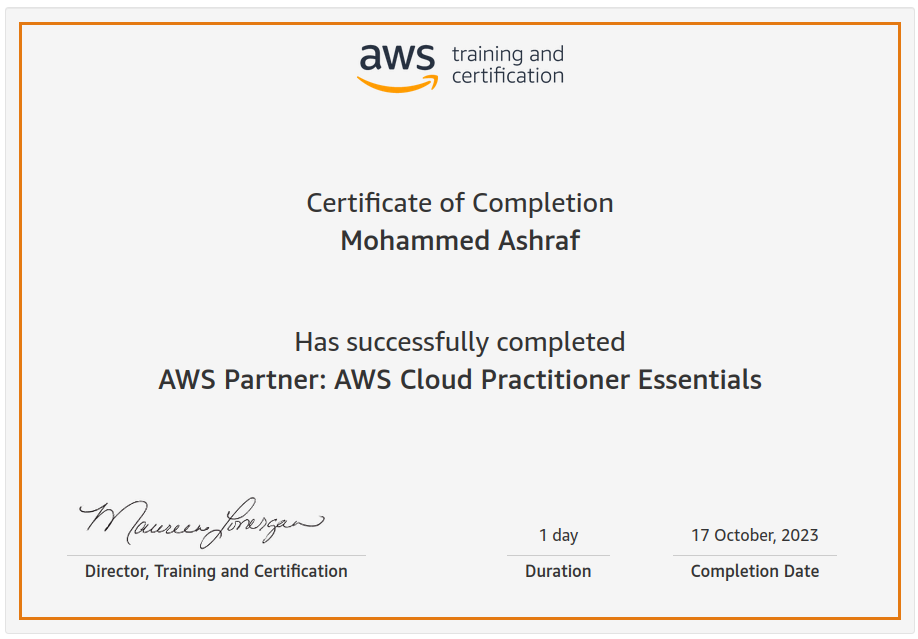 aws training and
certification
Certificate of Completion
Mohammed Ashraf
Has successfully completed
AWS Partner: AWS Cloud Practitioner Essentials
Maureen Lonergan
Director, Training and Certification
1 day
Duration
17 October, 2023
Completion Date